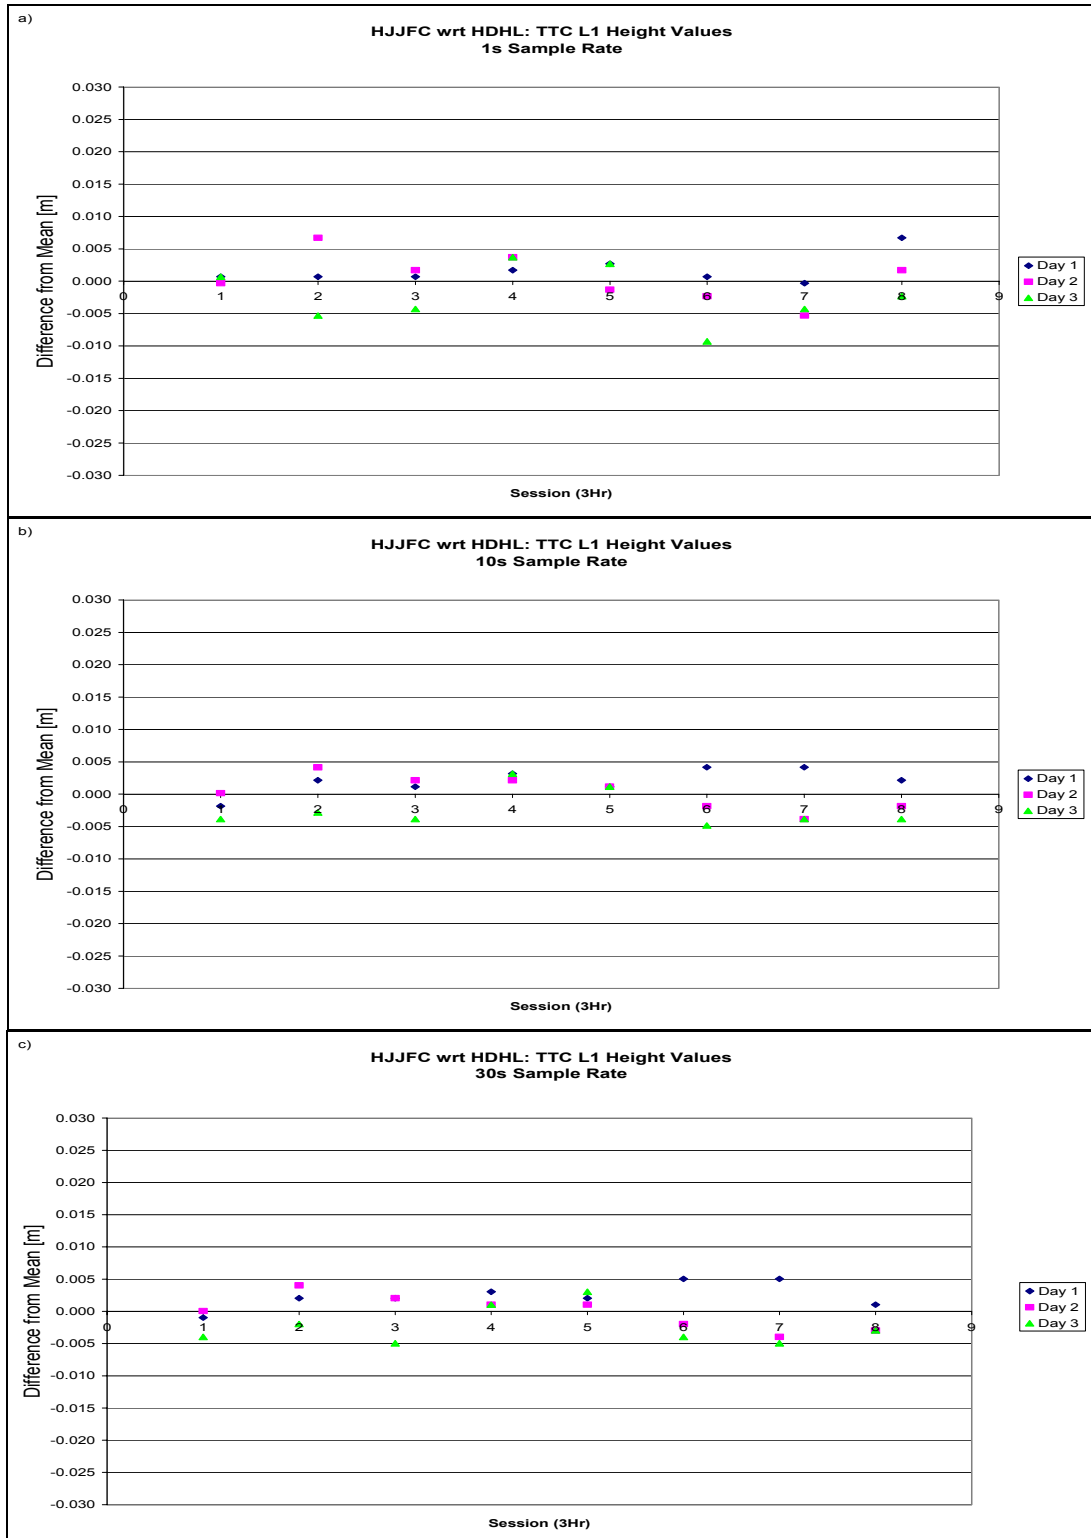 a)
HJJFC wrt HDHL: TTC L1 Height Values
1s Sample Rate
0.030
0.025
0.020
0.015
0.010
0.005
0.000
-0.005
-0.010
-0.015
-0.020
-0.025
-0.030
0 1 2 3 4 5 6 7 8 9
Difference from Mean [m]
Session (3Hr)
Day 1
Day 2
Day 3
b)
HJJFC wrt HDHL: TTC L1 Height Values
10s Sample Rate
0.030
0.025
0.020
0.015
0.010
0.005
0.000
-0.005
-0.010
-0.015
-0.020
-0.025
-0.030
0 1 2 3 4 5 6 7 8 9
Difference from Mean [m]
Session (3Hr)
Day 1
Day 2
Day 3
c)
HJJFC wrt HDHL: TTC L1 Height Values
30s Sample Rate
0.030
0.025
0.020
0.015
0.010
0.005
0.000
-0.005
-0.010
-0.015
-0.020
-0.025
-0.030
0 1 2 3 4 5 6 7 8 9
Difference from Mean [m]
Session (3Hr)
Day 1
Day 2
Day 3